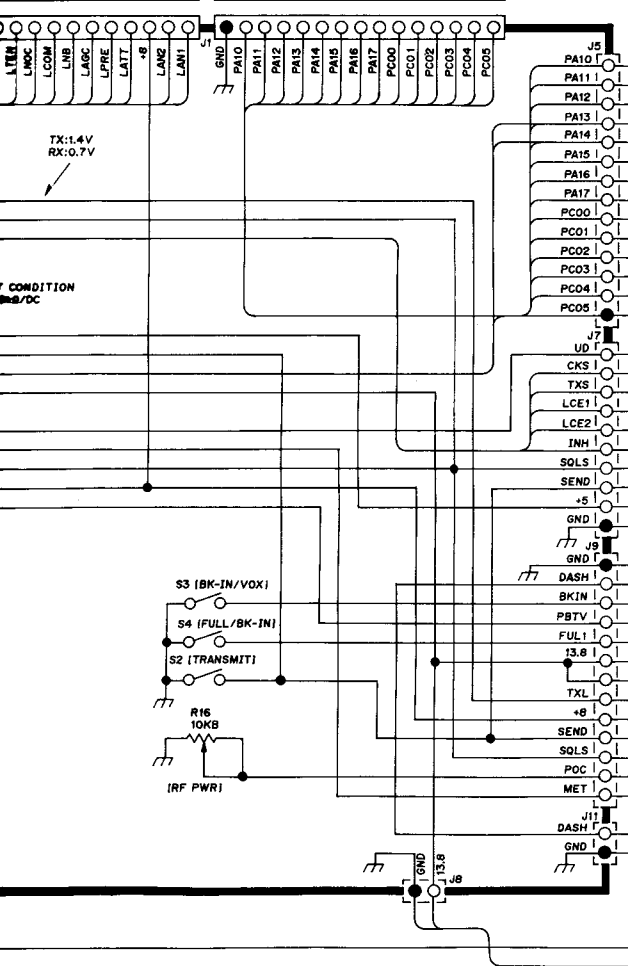 LTEN
LNOC
LCOM
LNB
LAGC
LPRE
LATT
+8
LAN2
LAN1
J1
GND
PA10
PA11
PA12
PA13
PA14
PA15
PA16
PA17
PC00
PC01
PC02
PC03
PC04
PC05
J5
PA10
PA11
PA12
PA13
PA14
PA15
PA16
PA17
PC00
PC01
PC02
PC03
PC04
PC05
TX:1.4V
RX:0.7V
CONDITION
Ω/DC
J7
UD
CKS
TXS
LCE1
LCE2
INH
SQLS
SEND
+5
GND
J9
GND
DASH
BKIN
PBTV
FUL1
13.8
TXL
+8
SEND
SQLS
POC
MET
S3 (BK-IN/VOX)
S4 (FULL/BK-IN)
S2 (TRANSMIT)
R16
10KB
(RF PWR)
J11
DASH
GND
GND
13.8
J8